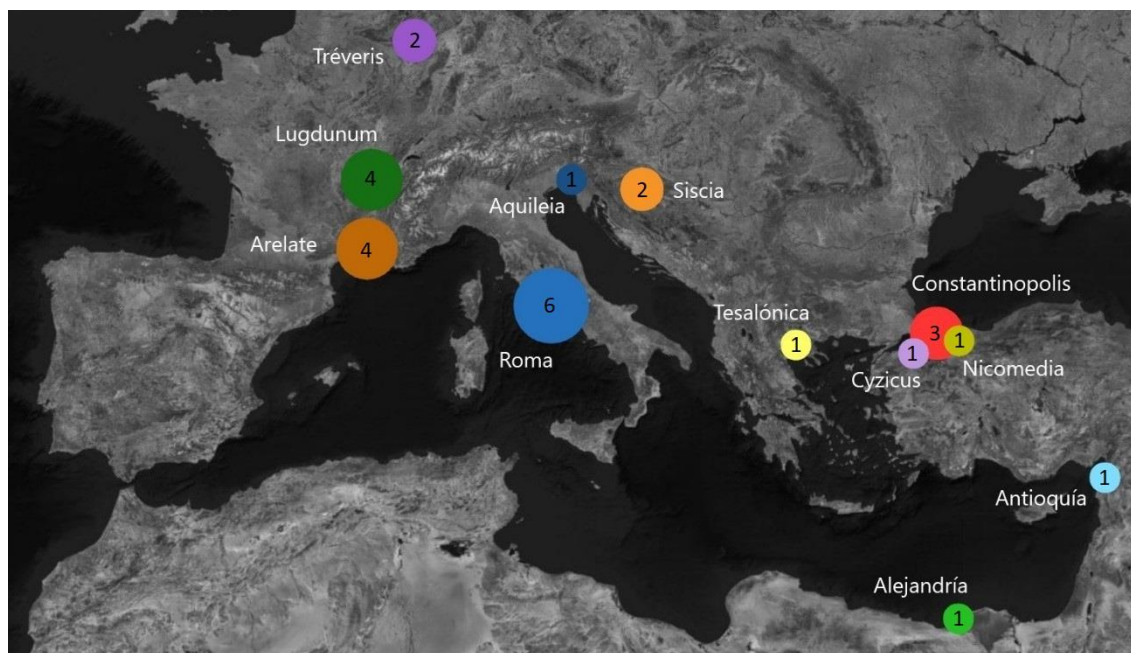 2
Tréveris
Lugdunum
4
1
Aquileia
2
Siscia
Arelate
4
6
Roma
Constantinopolis
Tesalónica
1
3
1
1
Cyzicus
Nicomedia
1
Antioquía
Alejandría
1